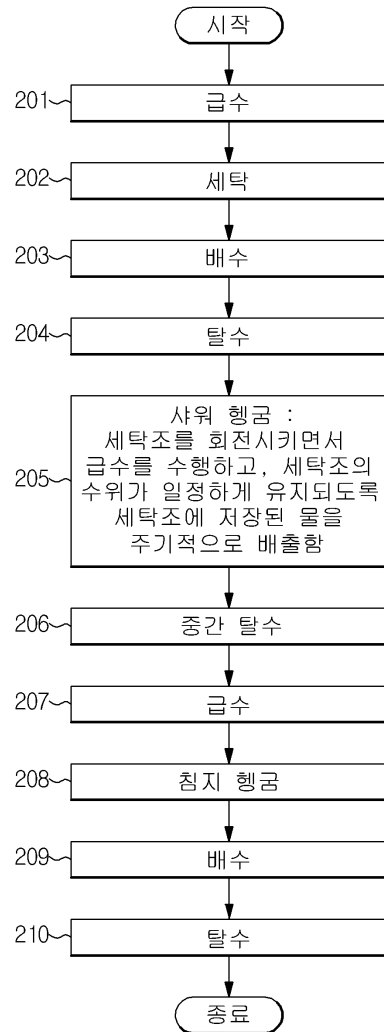 시작
201 급수
202 세탁
203 배수
204 탈수
샤워 헹굼 :
세탁조를 회전시키면서
급수를 수행하고, 세탁조의
205 수위가 일정하게 유지되도록
세탁조에 저장된 물을
주기적으로 배출함
206 중간 탈수
207 급수
208 침지 헹굼
209 배수
210 탈수
종료